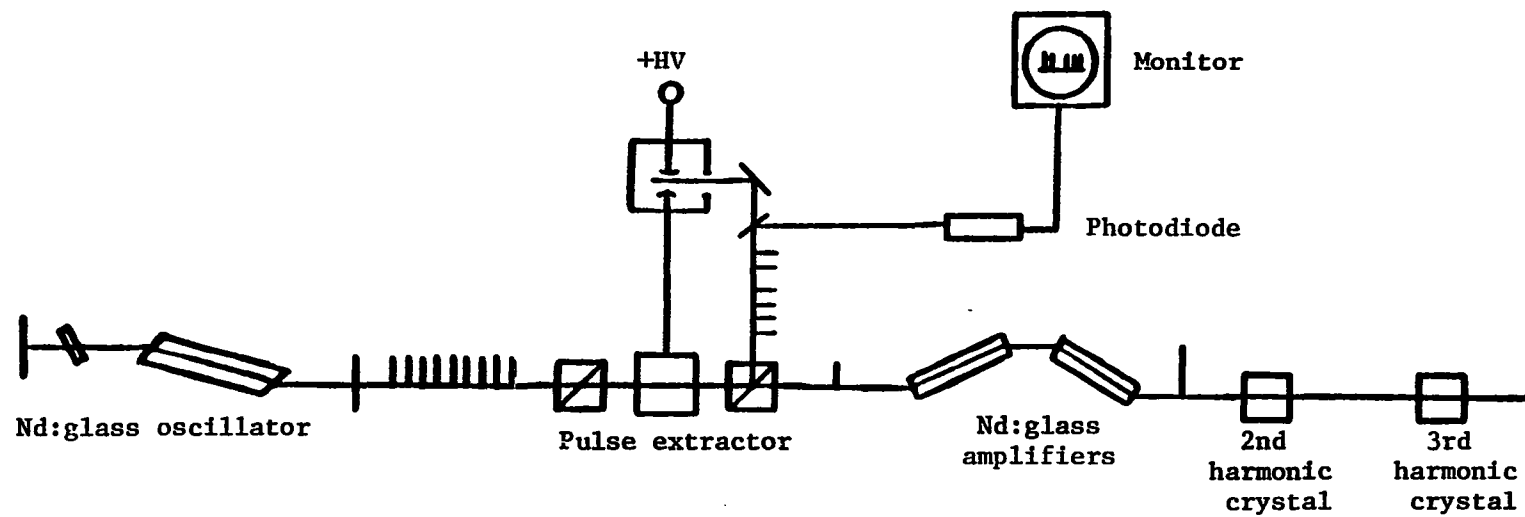 +HV
Monitor
Photodiode
Nd:glass oscillator
Pulse extractor
Nd:glass
amplifiers
2nd
harmonic
crystal
3rd
harmonic
crystal